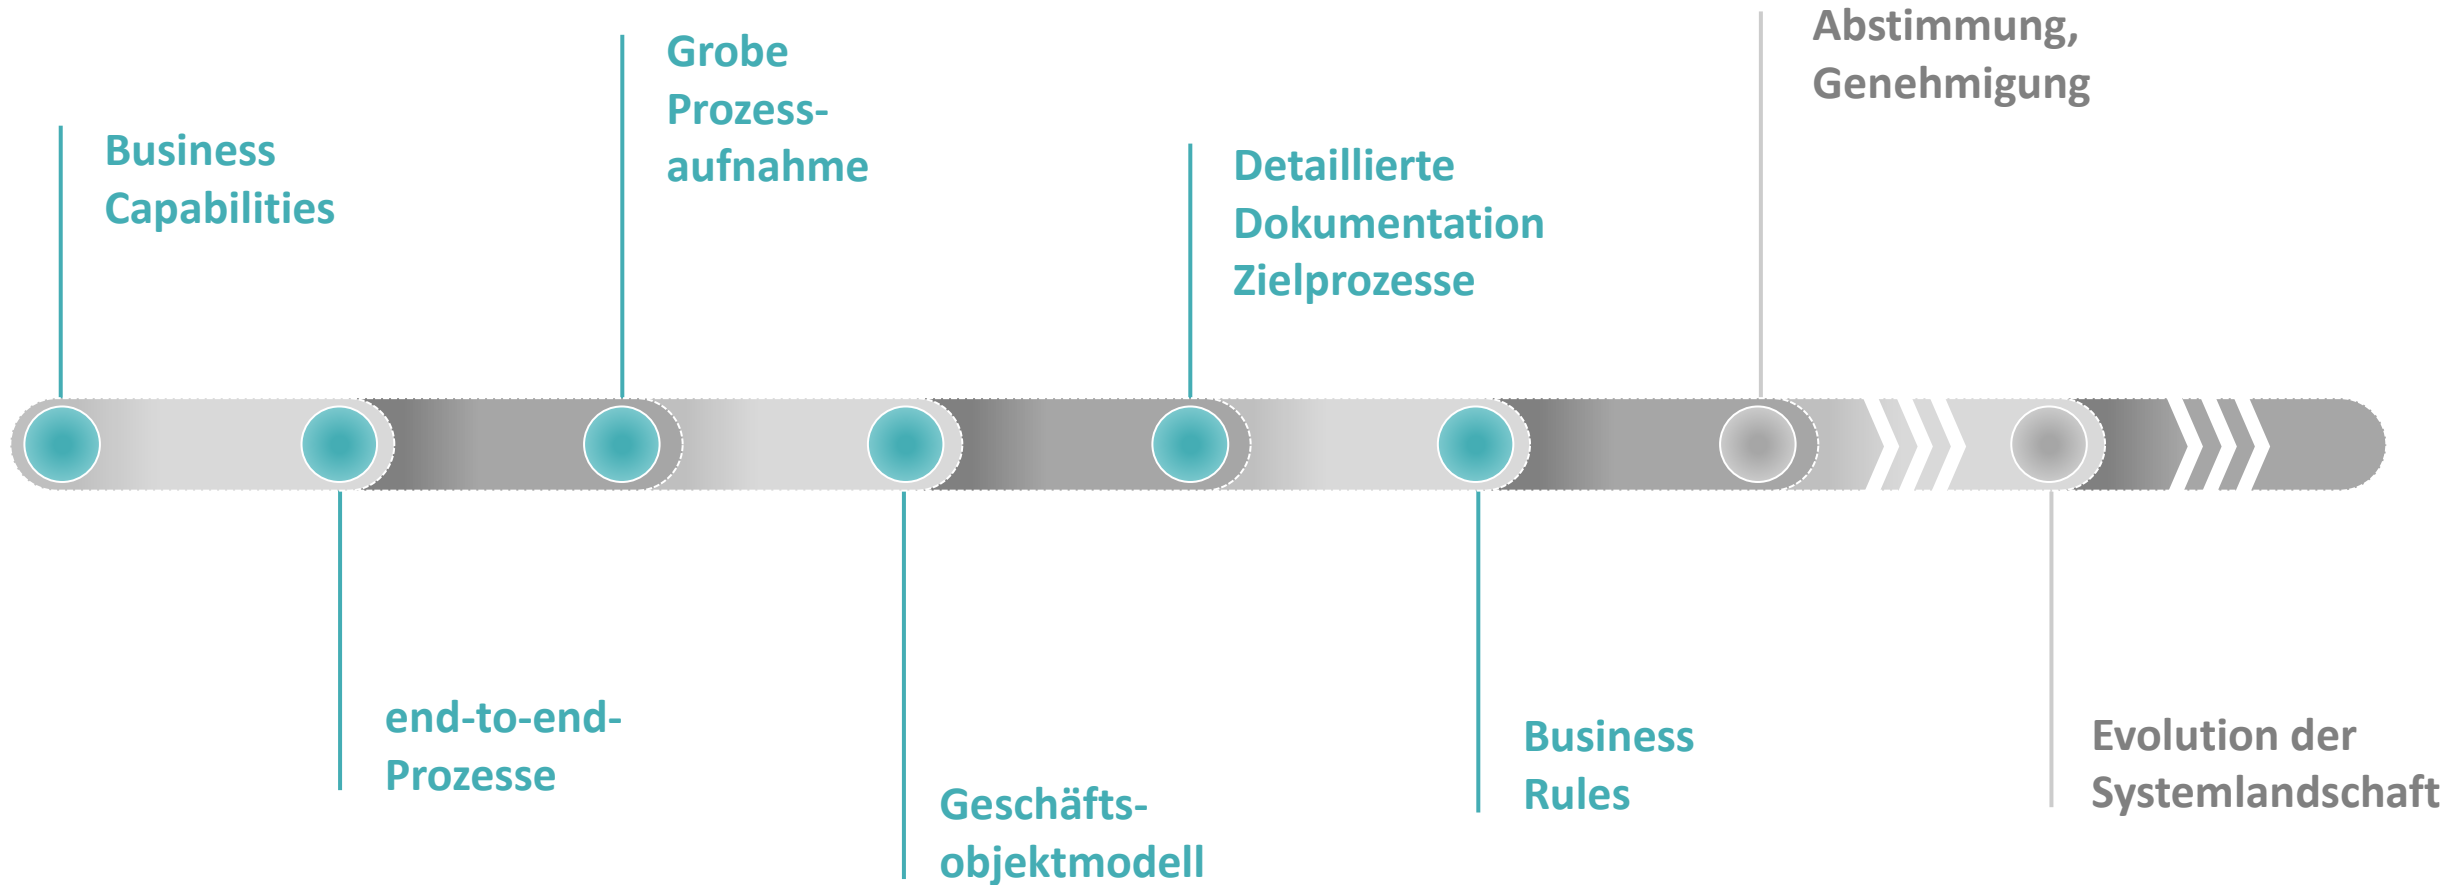 Business
Capabilities
end-to-end-
Prozesse
Grobe
Prozess-
aufnahme
Geschäfts-
objektmodell
Detaillierte
Dokumentation
Zielprozesse
Business
Rules
Abstimmung,
Genehmigung
Evolution der
Systemlandschaft